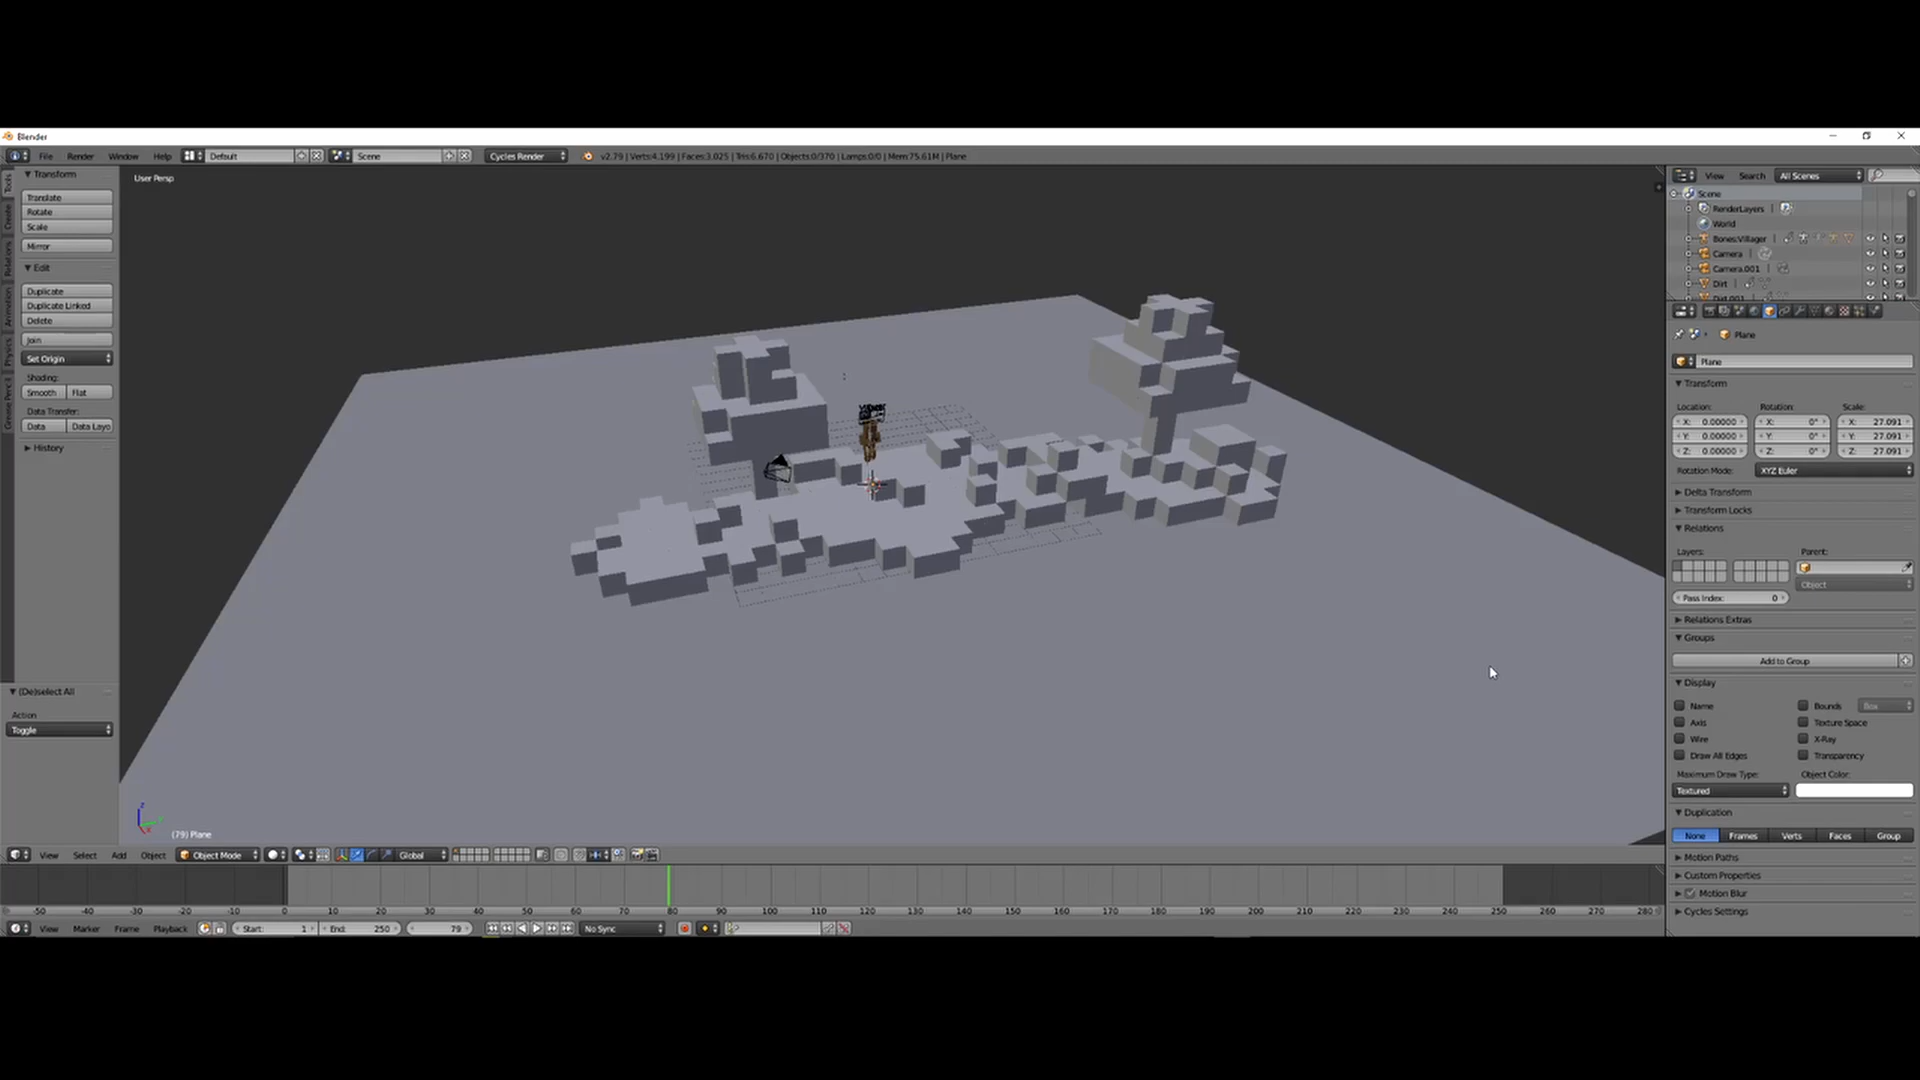 Blender
File Render Window Help Default Scene Cycles Render v2.79 | Verts:4,199 | Faces:3,025 | Tris:6,670 | Objects:0/370 | Lamps:0/0 | Mem:75.61M | Plane
Tools
Create
Relations
Animation
Physics
Grease Pencil
Transform
Translate
Rotate
Scale
Mirror
Edit
Duplicate
Duplicate Linked
Delete
Join
Set Origin
Shading:
Smooth Flat
Data Transfer:
Data Data Layo
History
(De)select All
Action
Toggle
User Persp
(79) Plane
View Select Add Object Object Mode Global
-50 -40 -30 -20 -10 0 10 20 30 40 50 60 70 80 90 100 110 120 130 140 150 160 170 180 190 200 210 220 230 240 250 260 270 280
View Marker Frame Playback Start: 1 End: 250 79 No Sync
View Search All Scenes
Scene
RenderLayers
World
Bones:Villager
Camera
Camera.001
Dirt
Dirt.001
Plane
Plane
Transform
Location: Rotation: Scale:
X: 0.00000 X: 0° X: 27.091
Y: 0.00000 Y: 0° Y: 27.091
Z: 0.00000 Z: 0° Z: 27.091
Rotation Mode: XYZ Euler
Delta Transform
Transform Locks
Relations
Layers: Parent:
Object
Pass Index: 0
Relations Extras
Groups
Add to Group
Display
Name Bounds Box
Axis Texture Space
Wire X-Ray
Draw All Edges Transparency
Maximum Draw Type: Object Color:
Textured
Duplication
None Frames Verts Faces Group
Motion Paths
Custom Properties
Motion Blur
Cycles Settings